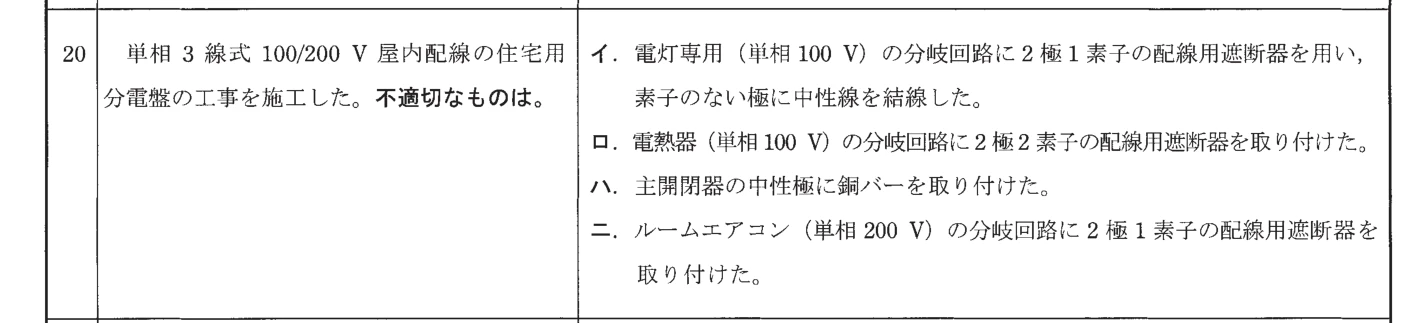 20
単相 3 線式 100/200 V 屋内配線の住宅用
分電盤の工事を施工した。不適切なものは。
イ．電灯専用（単相 100 V）の分岐回路に 2 極 1 素子の配線用遮断器を用い，
素子のない極に中性線を結線した。
ロ．電熱器（単相 100 V）の分岐回路に 2 極 2 素子の配線用遮断器を取り付けた。
ハ．主開閉器の中性極に銅バーを取り付けた。
ニ．ルームエアコン（単相 200 V）の分岐回路に 2 極 1 素子の配線用遮断器を
取り付けた。